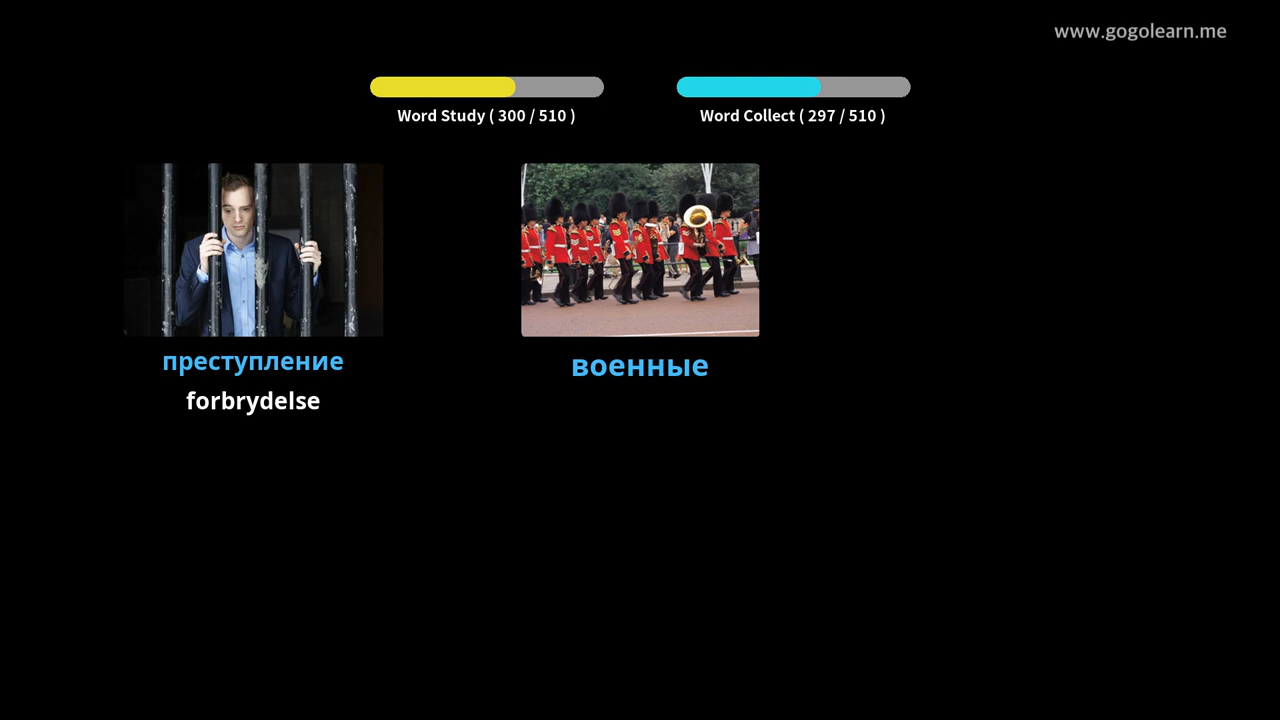 www.gogolearn.me
Word Study ( 300 / 510 )
Word Collect ( 297 / 510 )
преступление
forbrydelse
военные